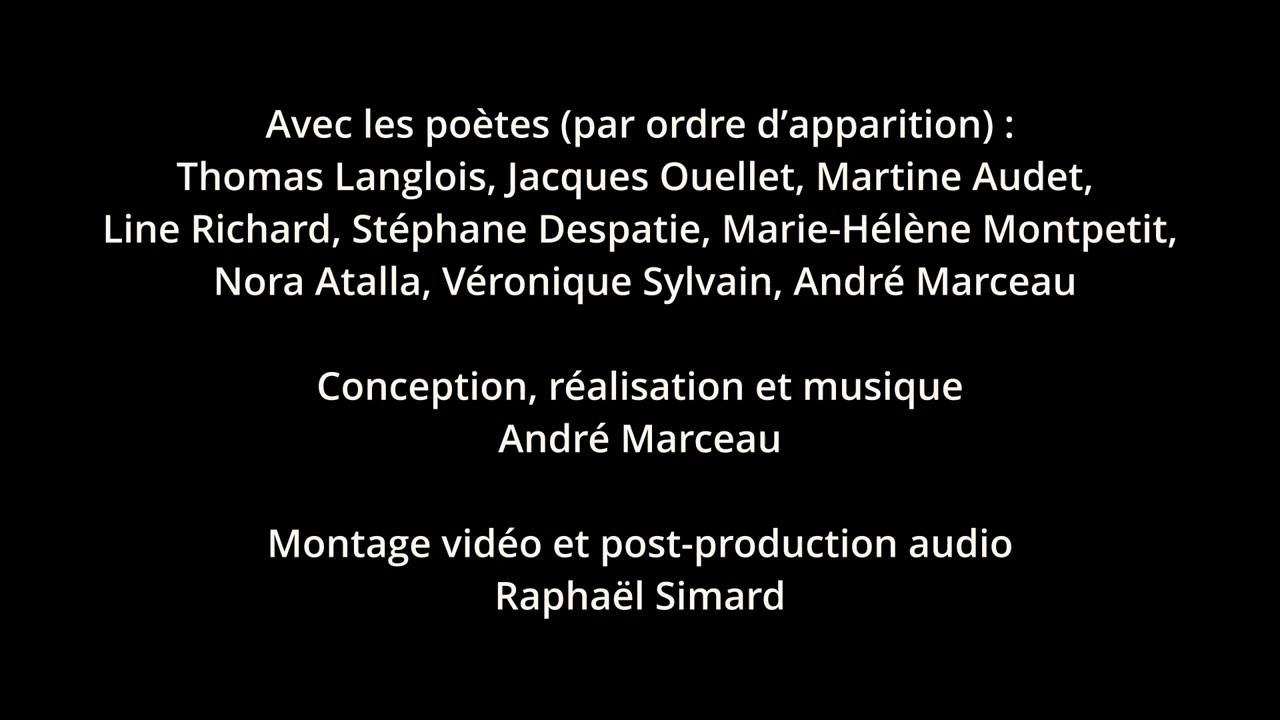 Avec les poètes (par ordre d’apparition) :
Thomas Langlois, Jacques Ouellet, Martine Audet,
Line Richard, Stéphane Despatie, Marie-Hélène Montpetit,
Nora Atalla, Véronique Sylvain, André Marceau
Conception, réalisation et musique
André Marceau
Montage vidéo et post-production audio
Raphaël Simard